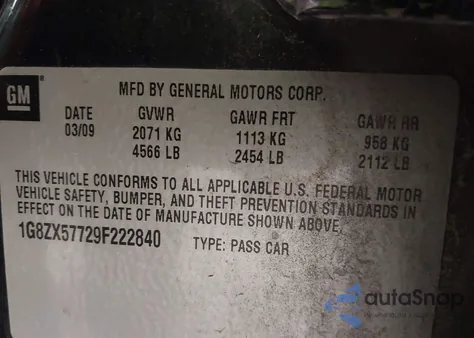 GM
MFD BY GENERAL MOTORS CORP.
DATE GVWR GAWR FRT GAWR RR
03/09 2071 KG 1113 KG 958 KG
4566 LB 2454 LB 2112 LB
THIS VEHICLE CONFORMS TO ALL APPLICABLE U.S. FEDERAL MOTOR
VEHICLE SAFETY, BUMPER, AND THEFT PREVENTION STANDARDS IN
EFFECT ON THE DATE OF MANUFACTURE SHOWN ABOVE.
1G8ZX57729F222840 TYPE: PASS CAR
autaSnap